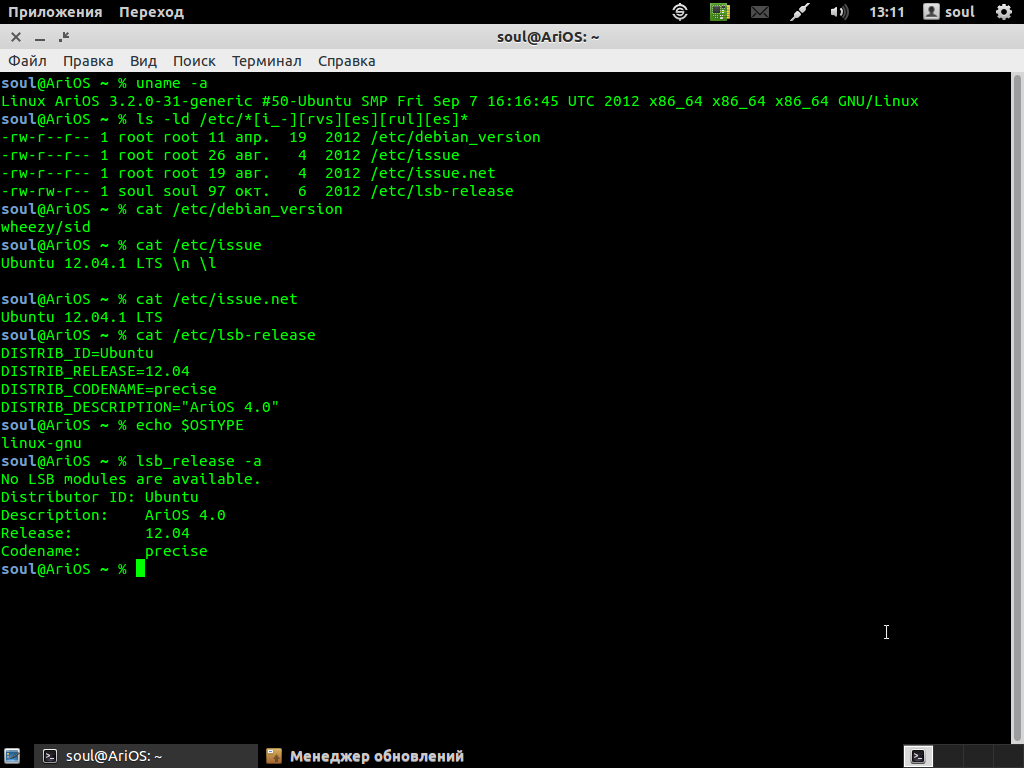 Приложения Переход 13:11 soul
soul@AriOS: ~
Файл Правка Вид Поиск Терминал Справка
soul@AriOS ~ % uname -a
Linux AriOS 3.2.0-31-generic #50-Ubuntu SMP Fri Sep 7 16:16:45 UTC 2012 x86_64 x86_64 x86_64 GNU/Linux
soul@AriOS ~ % ls -ld /etc/*[i_-][rvs][es][rul][es]*
-rw-r--r-- 1 root root 11 апр.  19  2012 /etc/debian_version
-rw-r--r-- 1 root root 26 авг.   4  2012 /etc/issue
-rw-r--r-- 1 root root 19 авг.   4  2012 /etc/issue.net
-rw-rw-r-- 1 soul soul 97 окт.   6  2012 /etc/lsb-release
soul@AriOS ~ % cat /etc/debian_version
wheezy/sid
soul@AriOS ~ % cat /etc/issue
Ubuntu 12.04.1 LTS \n \l
soul@AriOS ~ % cat /etc/issue.net
Ubuntu 12.04.1 LTS
soul@AriOS ~ % cat /etc/lsb-release
DISTRIB_ID=Ubuntu
DISTRIB_RELEASE=12.04
DISTRIB_CODENAME=precise
DISTRIB_DESCRIPTION="AriOS 4.0"
soul@AriOS ~ % echo $OSTYPE
linux-gnu
soul@AriOS ~ % lsb_release -a
No LSB modules are available.
Distributor ID: Ubuntu
Description:    AriOS 4.0
Release:        12.04
Codename:       precise
soul@AriOS ~ %
soul@AriOS: ~ Менеджер обновлений